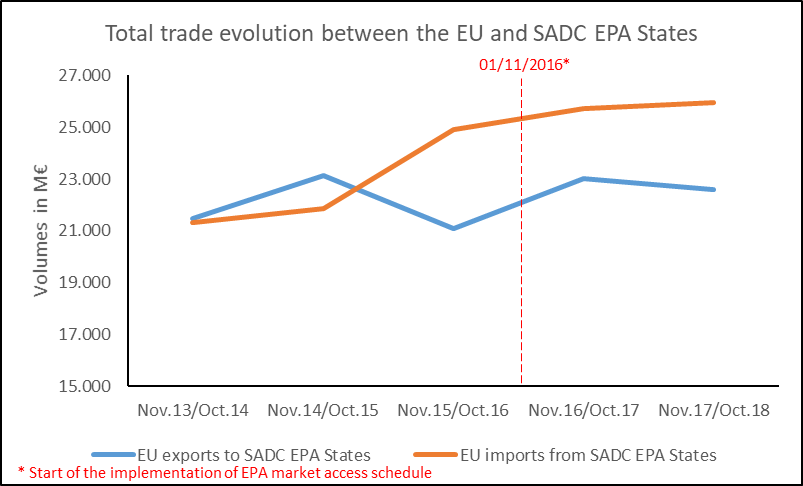 Total trade evolution between the EU and SADC EPA States
01/11/2016*
27.000
25.000
23.000
21.000
19.000
17.000
15.000
Volumes in M€
Nov.13/Oct.14 Nov.14/Oct.15 Nov.15/Oct.16 Nov.16/Oct.17 Nov.17/Oct.18
EU exports to SADC EPA States EU imports from SADC EPA States
* Start of the implementation of EPA market access schedule